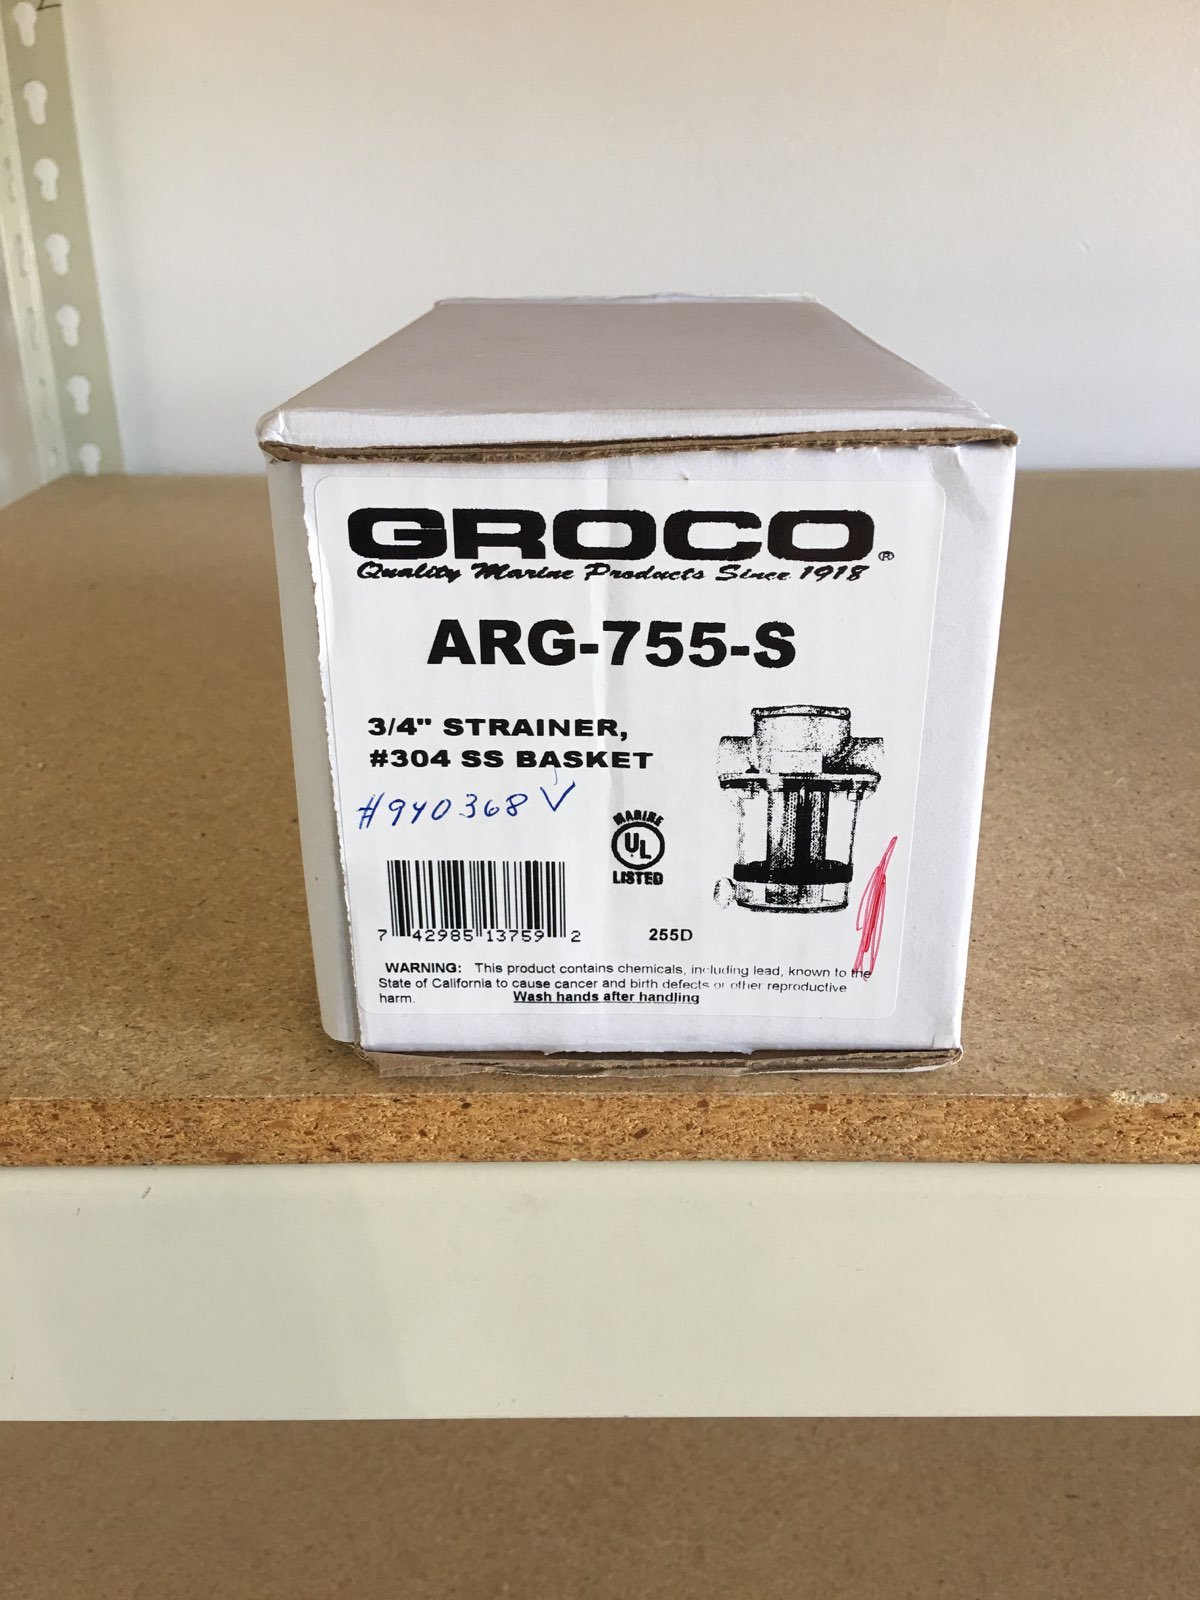 GROCO®
Quality Marine Products Since 1918
ARG-755-S
3/4" STRAINER,
#304 SS BASKET
#940368 V
MARINE
UL
LISTED
7 42985 13759 2
255D
WARNING: This product contains chemicals, including lead, known to the
State of California to cause cancer and birth defects or other reproductive
harm. Wash hands after handling